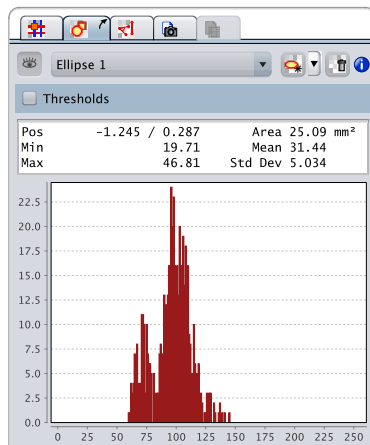 Ellipse 1
Thresholds
Pos -1.245 / 0.287 Area 25.09 mm²
Min 19.71 Mean 31.44
Max 46.81 Std Dev 5.034
22.5
20.0
17.5
15.0
12.5
10.0
7.5
5.0
2.5
0.0
0 25 50 75 100 125 150 175 200 225 250